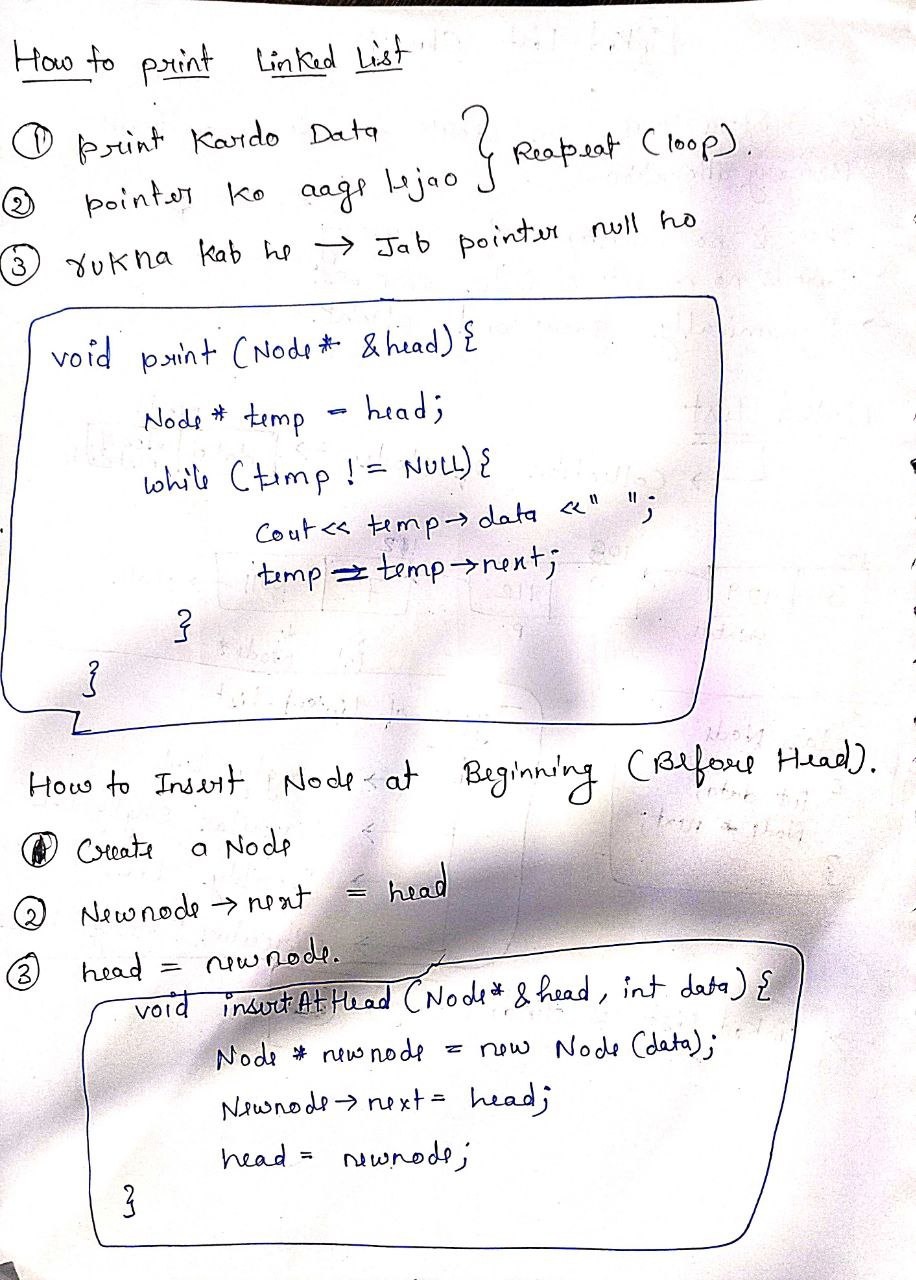 How to print Linked List
① print Kardo Data
② pointer ko aage lejao } Reapeat (loop).
③ rukna kab he → Jab pointer null ho
void print (Node* &head) {
Node * temp = head;
while (temp != NULL) {
Cout << temp → data << " ";
temp = temp → next;
}
}
How to Insert Node at Beginning (Before Head).
① Create a Node
② Newnode → next = head
③ head = newnode.
void insertAtHead (Node* &head, int data) {
Node * newnode = new Node (data);
Newnode → next = head;
head = newnode;
}